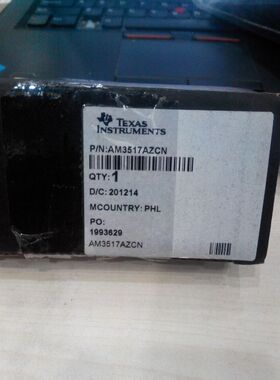 TEXAS
INSTRUMENTS
P/N:AM3517AZCN
QTY: 1
D/C: 201214
MCOUNTRY: PHL
PO:
1993629
AM3517AZCN